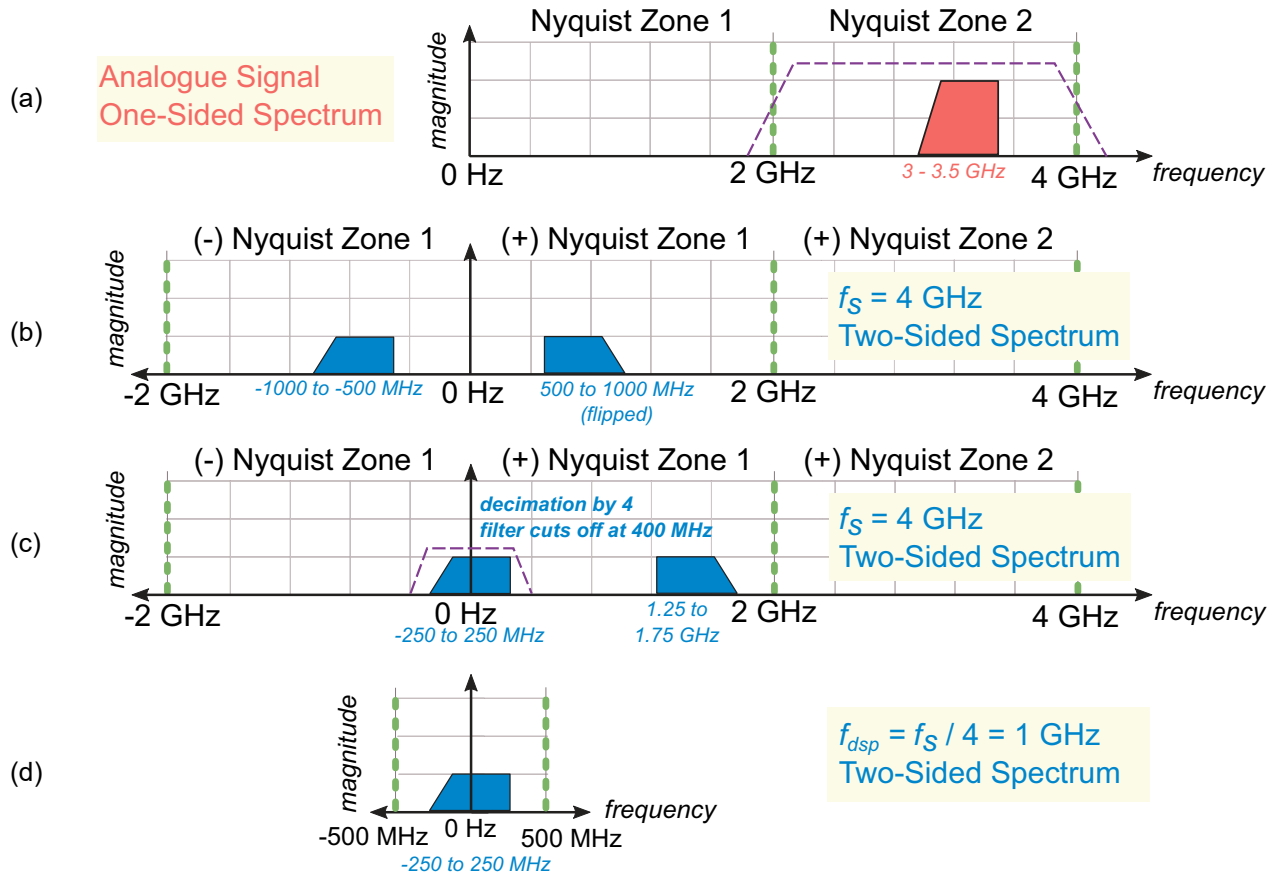 Nyquist Zone 1
Nyquist Zone 2
(a)
Analogue Signal
One-Sided Spectrum
magnitude
0 Hz
2 GHz
3 - 3.5 GHz
4 GHz
frequency
(-) Nyquist Zone 1
(+) Nyquist Zone 1
(+) Nyquist Zone 2
(b)
magnitude
fS = 4 GHz
Two-Sided Spectrum
-2 GHz
-1000 to -500 MHz
0 Hz
500 to 1000 MHz
(flipped)
2 GHz
4 GHz
frequency
(-) Nyquist Zone 1
(+) Nyquist Zone 1
(+) Nyquist Zone 2
(c)
magnitude
decimation by 4
filter cuts off at 400 MHz
fS = 4 GHz
Two-Sided Spectrum
-2 GHz
0 Hz
-250 to 250 MHz
1.25 to
1.75 GHz
2 GHz
4 GHz
frequency
(d)
magnitude
fdsp = fS / 4 = 1 GHz
Two-Sided Spectrum
-500 MHz
0 Hz
500 MHz
frequency
-250 to 250 MHz